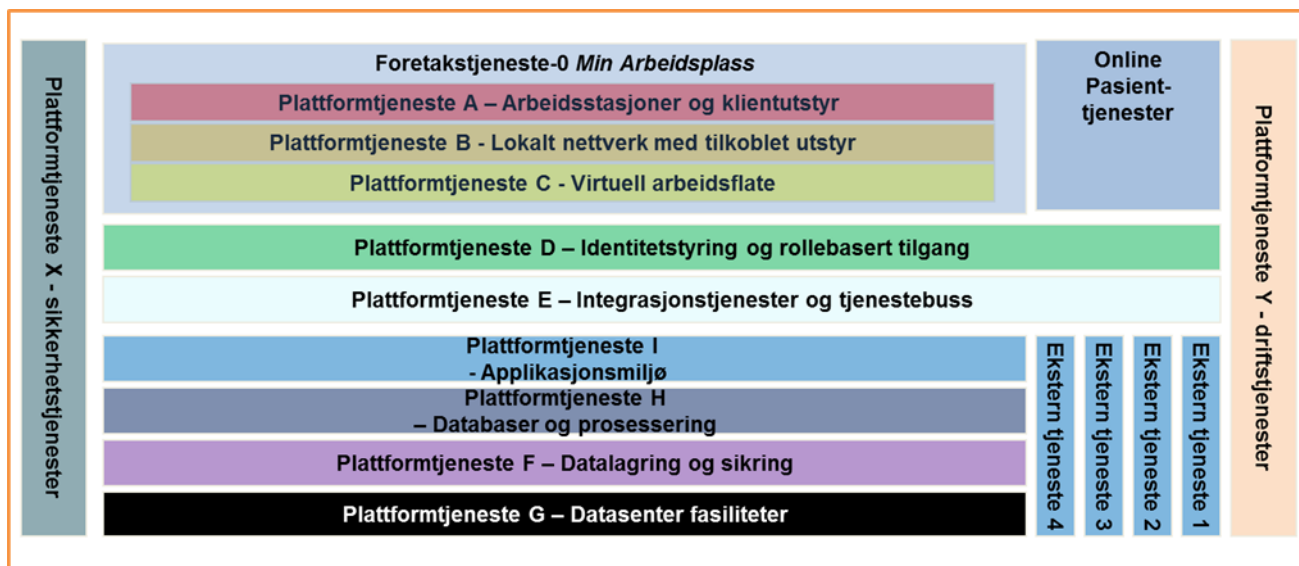 Plattformtjeneste X - sikkerhetstjenester
Foretakstjeneste-0 Min Arbeidsplass
Plattformtjeneste A – Arbeidsstasjoner og klientutstyr
Plattformtjeneste B - Lokalt nettverk med tilkoblet utstyr
Plattformtjeneste C - Virtuell arbeidsflate
Online
Pasient-
tjenester
Plattformtjeneste D – Identitetstyring og rollebasert tilgang
Plattformtjeneste E – Integrasjonstjenester og tjenestebuss
Plattformtjeneste I
- Applikasjonsmiljø
Plattformtjeneste H
– Databaser og prosessering
Plattformtjeneste F – Datalagring og sikring
Plattformtjeneste G – Datasenter fasiliteter
Ekstern tjeneste 4
Ekstern tjeneste 3
Ekstern tjeneste 2
Ekstern tjeneste 1
Plattformtjeneste Y - driftstjenester